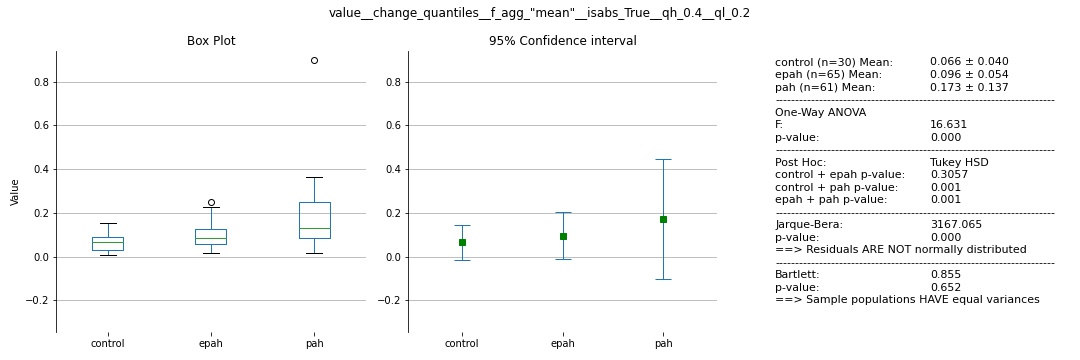 value__change_quantiles__f_agg_"mean"__isabs_True__qh_0.4__ql_0.2
Box Plot
Value
0.8
0.6
0.4
0.2
0.0
−0.2
control epah pah
95% Confidence interval
0.8
0.6
0.4
0.2
0.0
−0.2
control epah pah
control (n=30) Mean: 0.066 ± 0.040
epah (n=65) Mean: 0.096 ± 0.054
pah (n=61) Mean: 0.173 ± 0.137
One-Way ANOVA
F: 16.631
p-value: 0.000
Post Hoc: Tukey HSD
control + epah p-value: 0.3057
control + pah p-value: 0.001
epah + pah p-value: 0.001
Jarque-Bera: 3167.065
p-value: 0.000
==> Residuals ARE NOT normally distributed
Bartlett: 0.855
p-value: 0.652
==> Sample populations HAVE equal variances